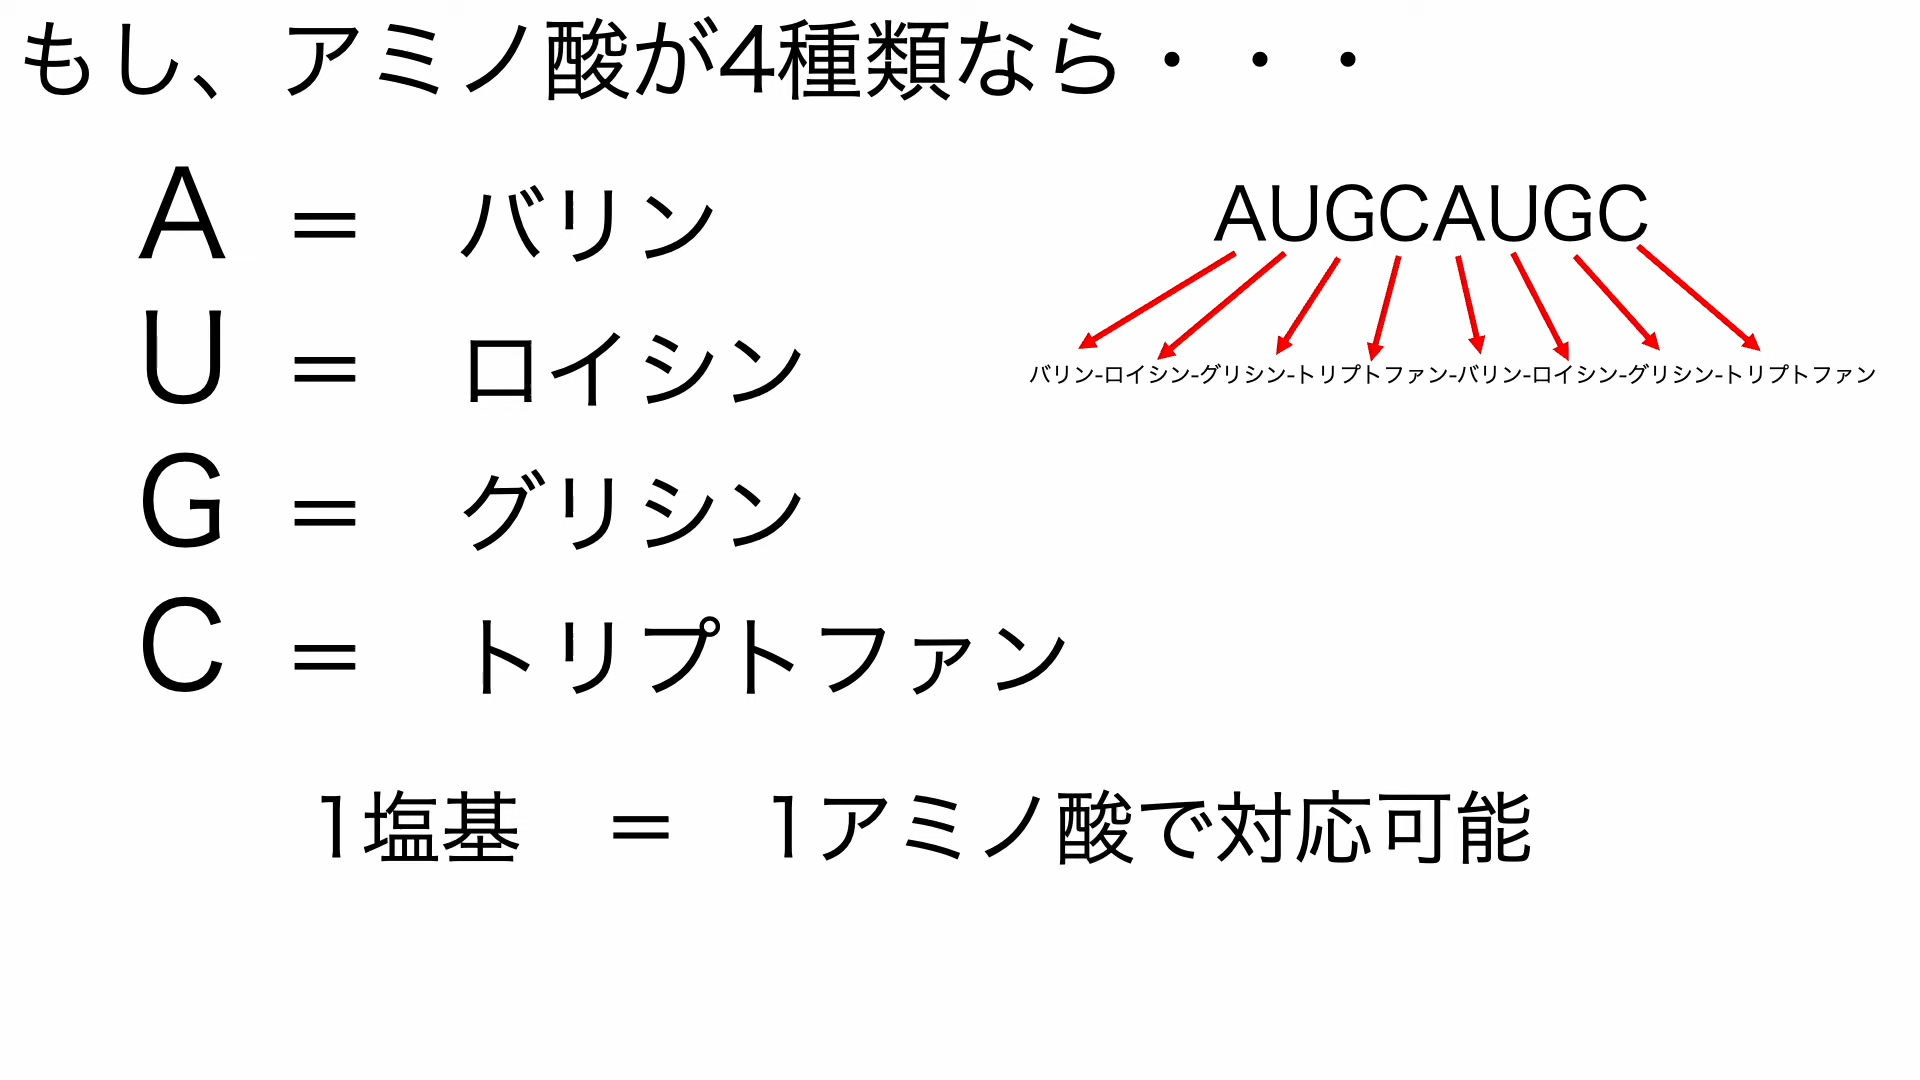 もし、アミノ酸が4種類なら・・・
A = バリン
U = ロイシン
G = グリシン
C = トリプトファン
AUGCAUGC
バリン-ロイシン-グリシン-トリプトファン-バリン-ロイシン-グリシン-トリプトファン
1塩基 = 1アミノ酸で対応可能